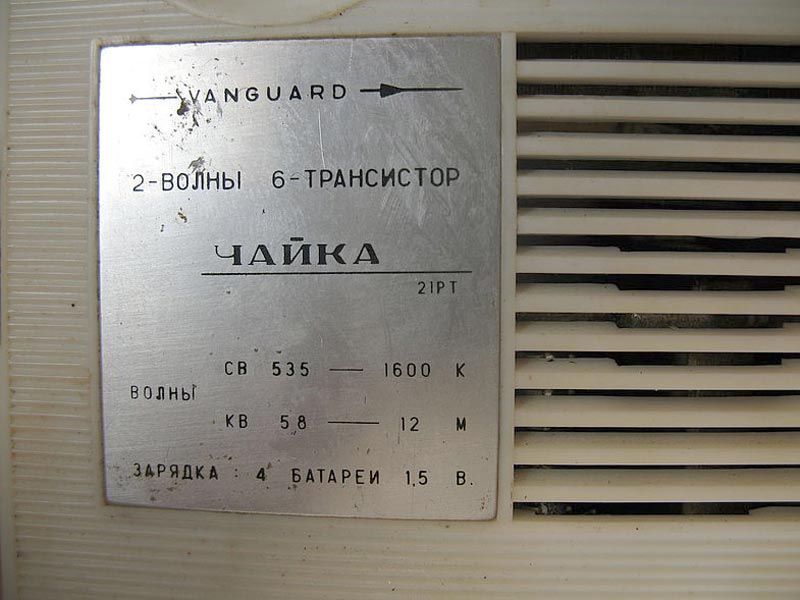 VANGUARD
2-ВОЛНЫ 6-ТРАНСИСТОР
ЧАЙКА
21РТ
СВ 535 — 1600 К
ВОЛНЫ
КВ 58 — 12 М
ЗАРЯДКА : 4 БАТАРЕИ 1,5 В.